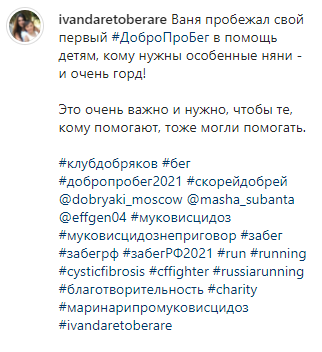 ivandaretoberare Ваня пробежал свой
первый #ДоброПроБег в помощь
детям, кому нужны особенные няни -
и очень горд!
Это очень важно и нужно, чтобы те,
кому помогают, тоже могли помогать.
#клубдобряков #бег
#добропробег2021 #скорейдобрей
@dobryaki_moscow @masha_subanta
@effgen04 #муковисцидоз
#муковисцидознеприговор #забег
#забегрф #забегРФ2021 #run #running
#cysticfibrosis #cffighter #russiarunning
#благотворительность #charity
#маринарипромуковисцидоз
#ivandaretoberare